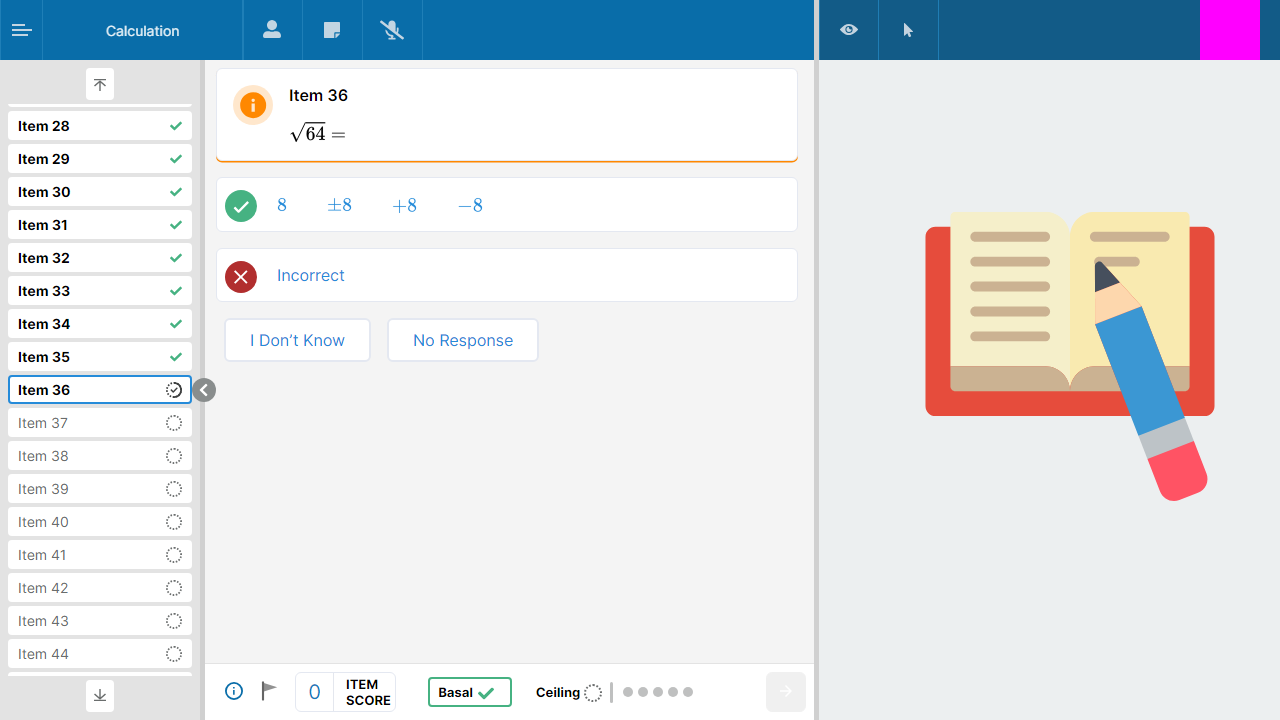 Calculation
Item 28
Item 29
Item 30
Item 31
Item 32
Item 33
Item 34
Item 35
Item 36
Item 37
Item 38
Item 39
Item 40
Item 41
Item 42
Item 43
Item 44
Item 36
√64 =
8 ±8 +8 −8
Incorrect
I Don’t Know No Response
0 ITEM SCORE Basal Ceiling